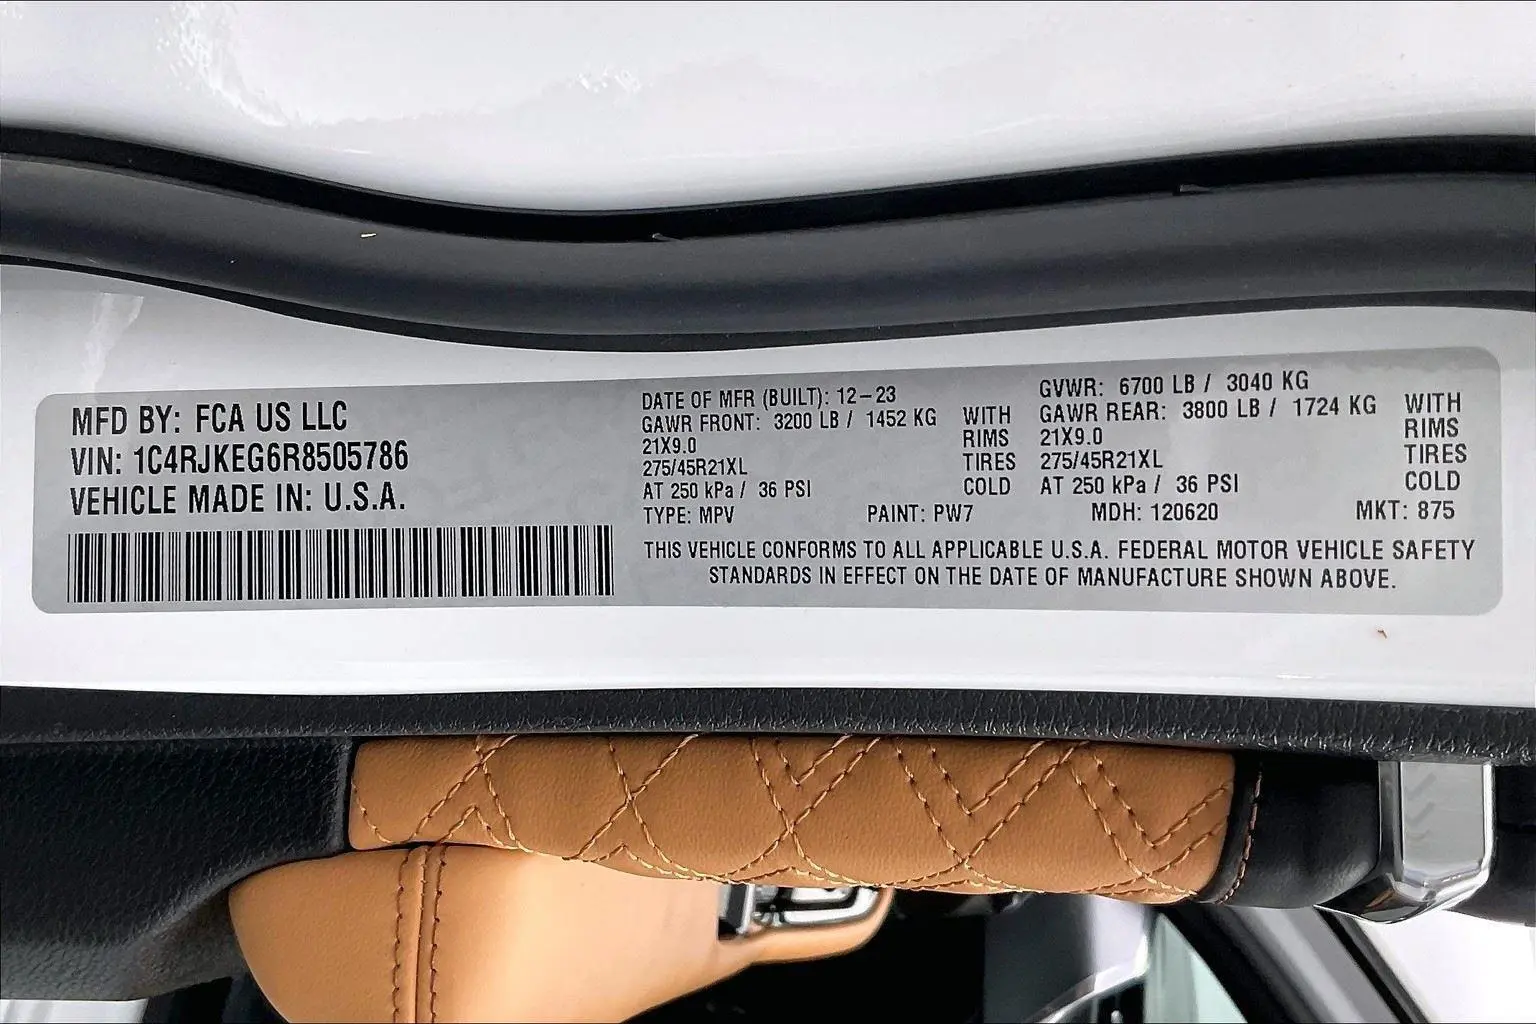 MFD BY: FCA US LLC
VIN: 1C4RJKEG6R8505786
VEHICLE MADE IN: U.S.A.
DATE OF MFR (BUILT): 12-23
GAWR FRONT: 3200 LB / 1452 KG WITH
21X9.0 RIMS
275/45R21XL TIRES
AT 250 kPa / 36 PSI COLD
GVWR: 6700 LB / 3040 KG
GAWR REAR: 3800 LB / 1724 KG WITH
21X9.0 RIMS
275/45R21XL TIRES
AT 250 kPa / 36 PSI COLD
TYPE: MPV PAINT: PW7 MDH: 120620 MKT: 875
THIS VEHICLE CONFORMS TO ALL APPLICABLE U.S.A. FEDERAL MOTOR VEHICLE SAFETY
STANDARDS IN EFFECT ON THE DATE OF MANUFACTURE SHOWN ABOVE.